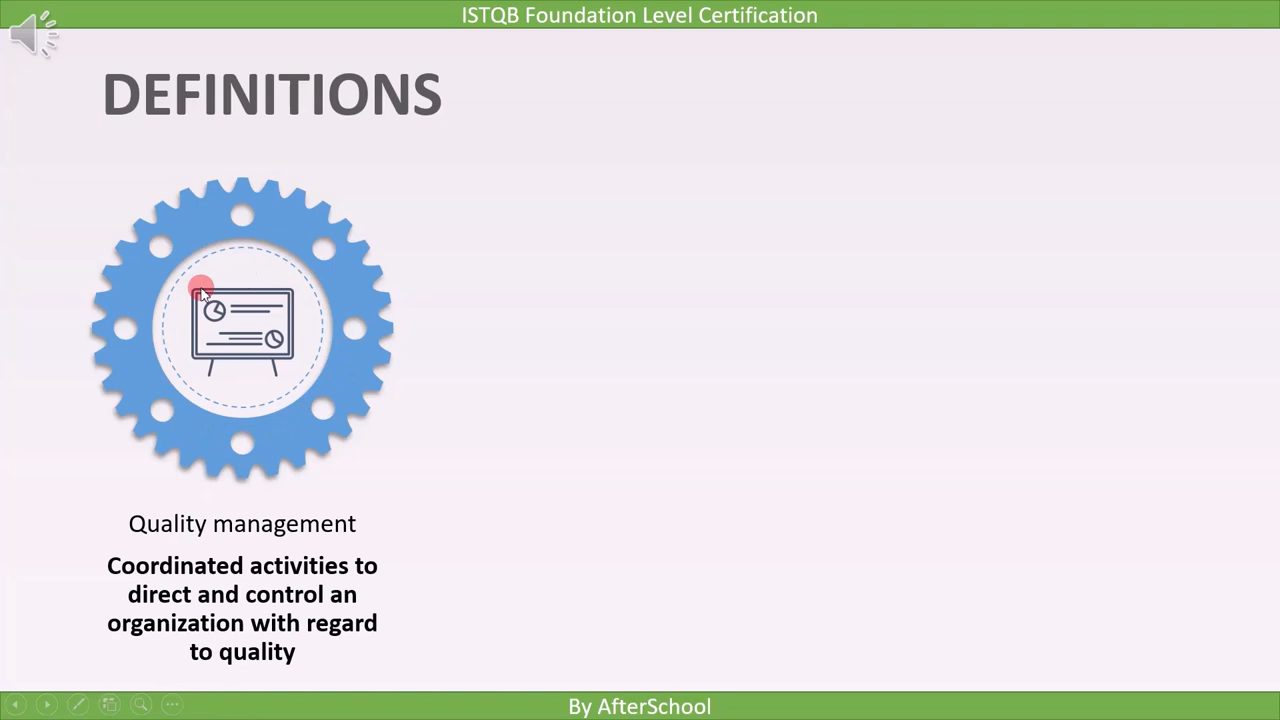 ISTQB Foundation Level Certification
DEFINITIONS
Quality management
Coordinated activities to
direct and control an
organization with regard
to quality
By AfterSchool